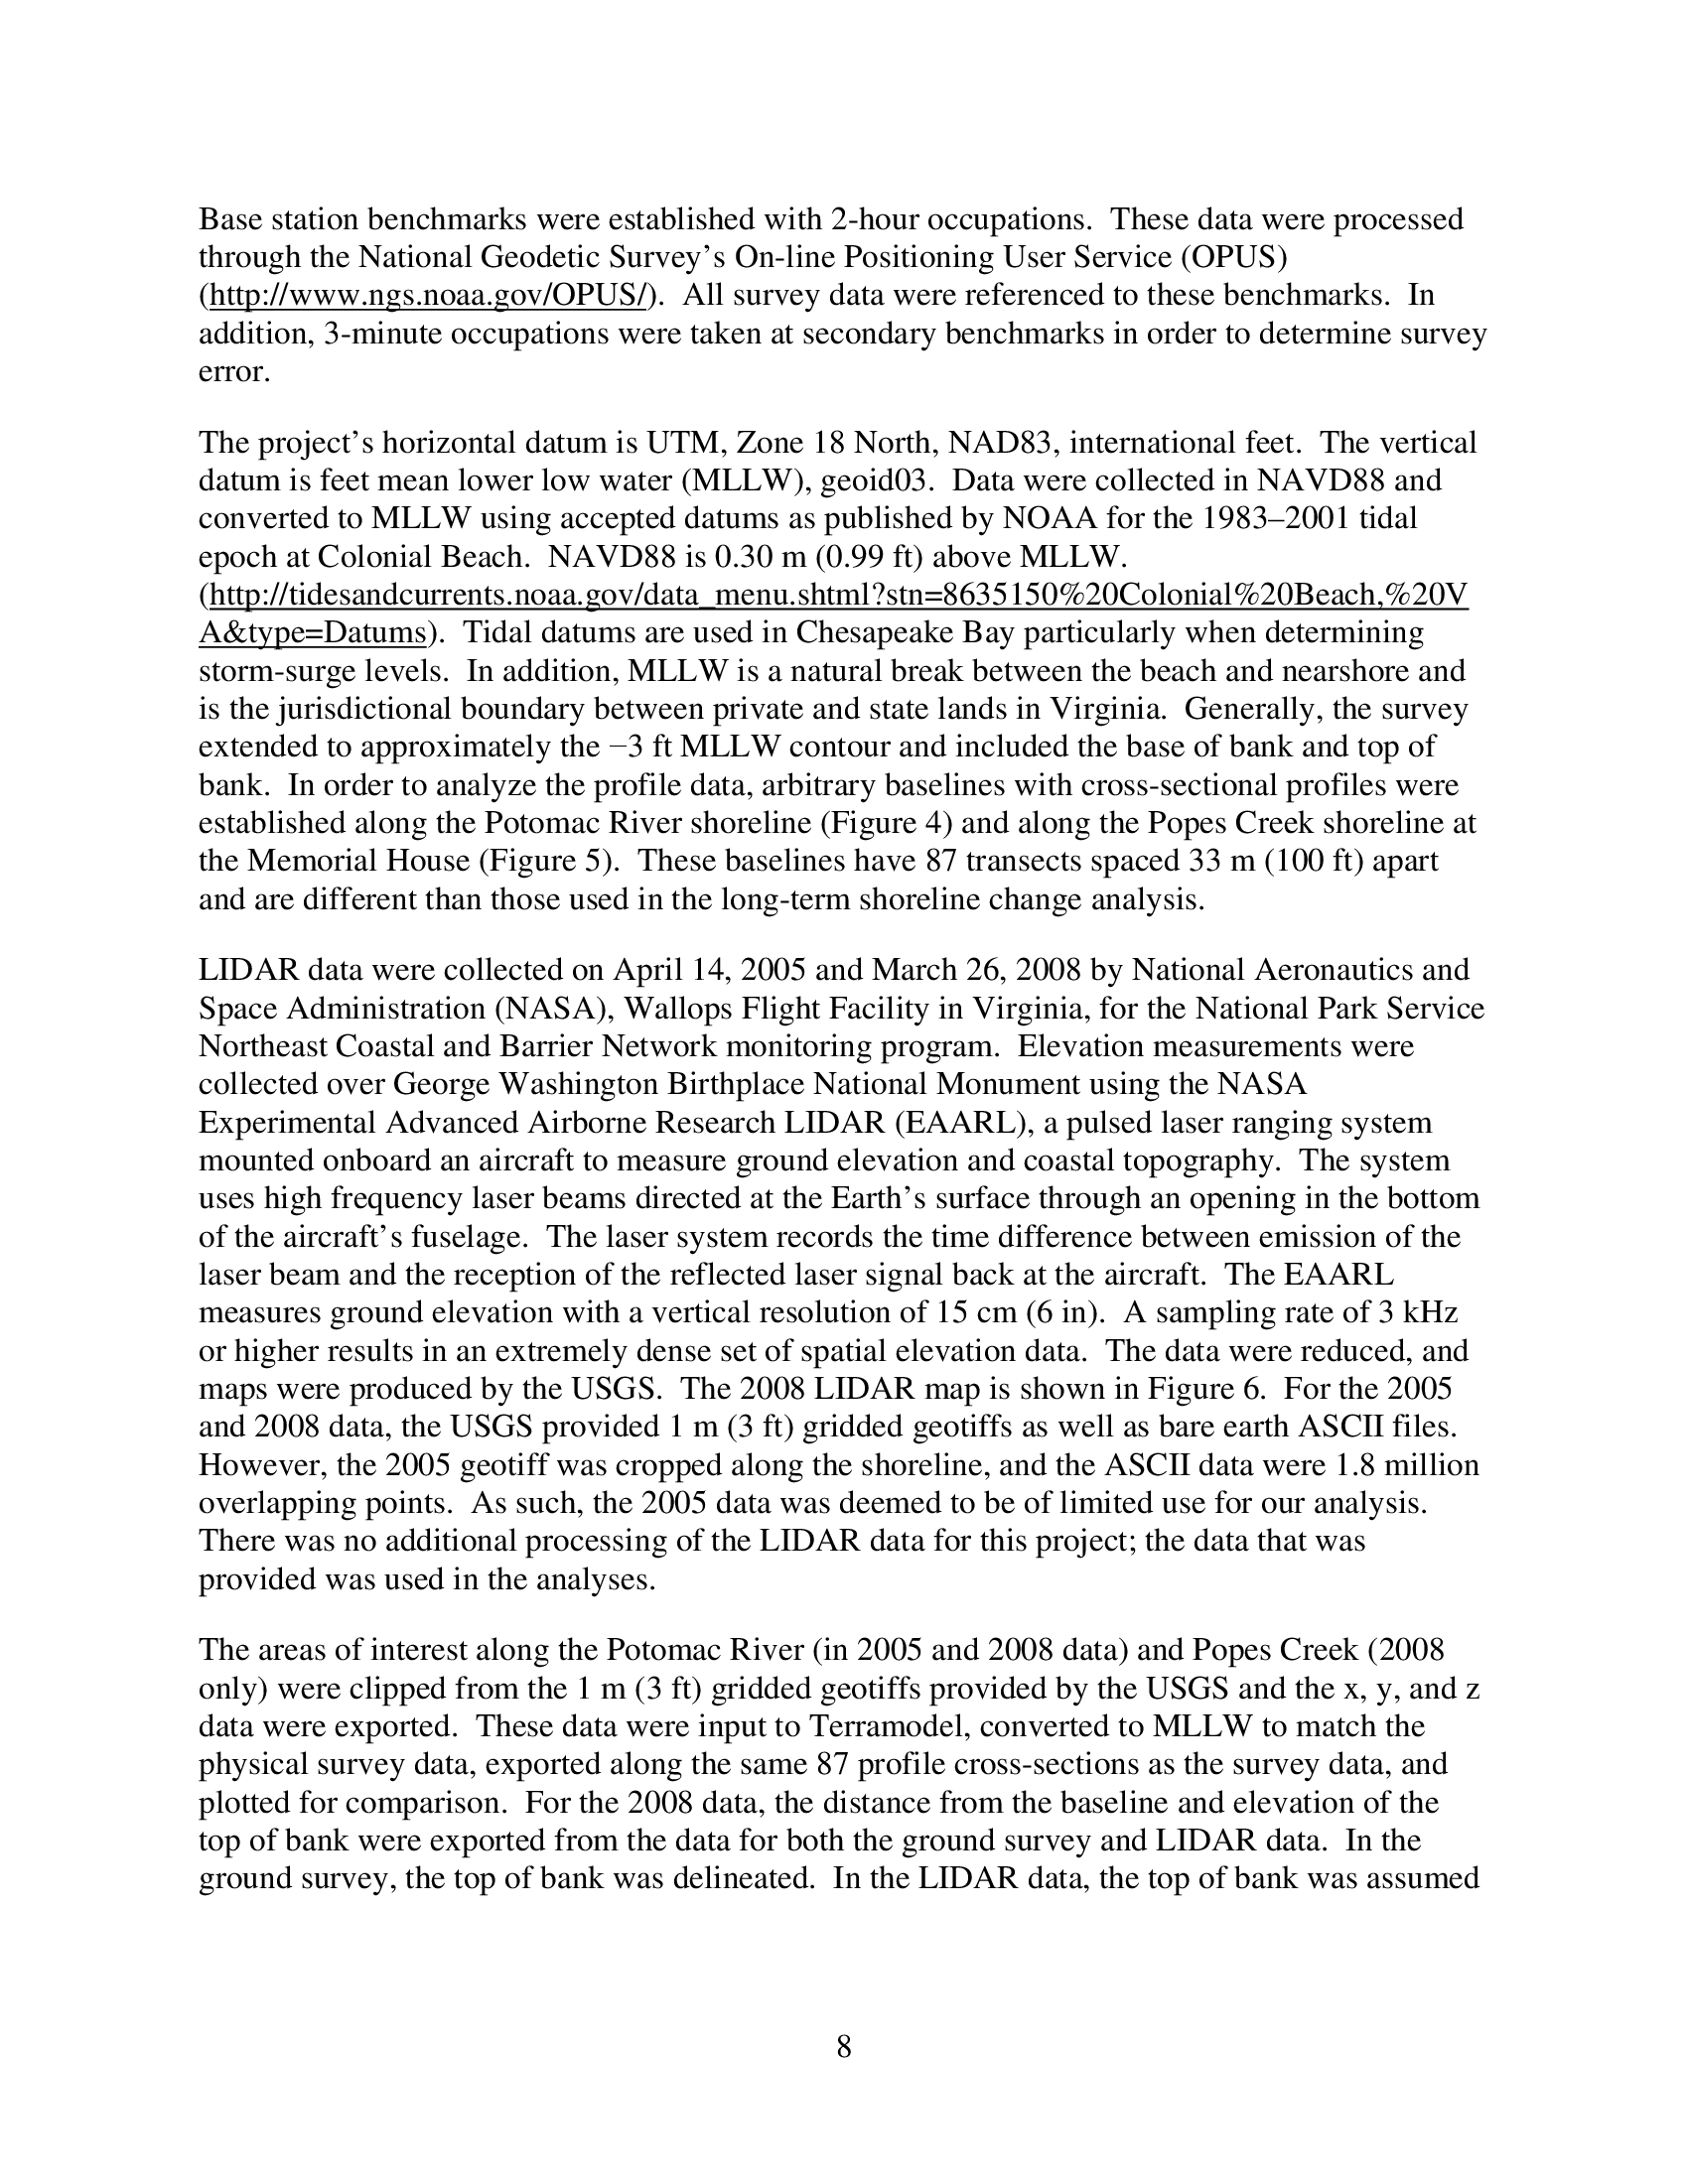 Base station benchmarks were established with 2-hour occupations.  These data were processed
through the National Geodetic Survey’s On-line Positioning User Service (OPUS)
(http://www.ngs.noaa.gov/OPUS/).  All survey data were referenced to these benchmarks.  In
addition, 3-minute occupations were taken at secondary benchmarks in order to determine survey
error.
The project’s horizontal datum is UTM, Zone 18 North, NAD83, international feet.  The vertical
datum is feet mean lower low water (MLLW), geoid03.  Data were collected in NAVD88 and
converted to MLLW using accepted datums as published by NOAA for the 1983–2001 tidal
epoch at Colonial Beach.  NAVD88 is 0.30 m (0.99 ft) above MLLW.
(http://tidesandcurrents.noaa.gov/data_menu.shtml?stn=8635150%20Colonial%20Beach,%20V
A&type=Datums).  Tidal datums are used in Chesapeake Bay particularly when determining
storm-surge levels.  In addition, MLLW is a natural break between the beach and nearshore and
is the jurisdictional boundary between private and state lands in Virginia.  Generally, the survey
extended to approximately the −3 ft MLLW contour and included the base of bank and top of
bank.  In order to analyze the profile data, arbitrary baselines with cross-sectional profiles were
established along the Potomac River shoreline (Figure 4) and along the Popes Creek shoreline at
the Memorial House (Figure 5).  These baselines have 87 transects spaced 33 m (100 ft) apart
and are different than those used in the long-term shoreline change analysis.
LIDAR data were collected on April 14, 2005 and March 26, 2008 by National Aeronautics and
Space Administration (NASA), Wallops Flight Facility in Virginia, for the National Park Service
Northeast Coastal and Barrier Network monitoring program.  Elevation measurements were
collected over George Washington Birthplace National Monument using the NASA
Experimental Advanced Airborne Research LIDAR (EAARL), a pulsed laser ranging system
mounted onboard an aircraft to measure ground elevation and coastal topography.  The system
uses high frequency laser beams directed at the Earth’s surface through an opening in the bottom
of the aircraft’s fuselage.  The laser system records the time difference between emission of the
laser beam and the reception of the reflected laser signal back at the aircraft.  The EAARL
measures ground elevation with a vertical resolution of 15 cm (6 in).  A sampling rate of 3 kHz
or higher results in an extremely dense set of spatial elevation data.  The data were reduced, and
maps were produced by the USGS.  The 2008 LIDAR map is shown in Figure 6.  For the 2005
and 2008 data, the USGS provided 1 m (3 ft) gridded geotiffs as well as bare earth ASCII files.
However, the 2005 geotiff was cropped along the shoreline, and the ASCII data were 1.8 million
overlapping points.  As such, the 2005 data was deemed to be of limited use for our analysis.
There was no additional processing of the LIDAR data for this project; the data that was
provided was used in the analyses.
The areas of interest along the Potomac River (in 2005 and 2008 data) and Popes Creek (2008
only) were clipped from the 1 m (3 ft) gridded geotiffs provided by the USGS and the x, y, and z
data were exported.  These data were input to Terramodel, converted to MLLW to match the
physical survey data, exported along the same 87 profile cross-sections as the survey data, and
plotted for comparison.  For the 2008 data, the distance from the baseline and elevation of the
top of bank were exported from the data for both the ground survey and LIDAR data.  In the
ground survey, the top of bank was delineated.  In the LIDAR data, the top of bank was assumed
8